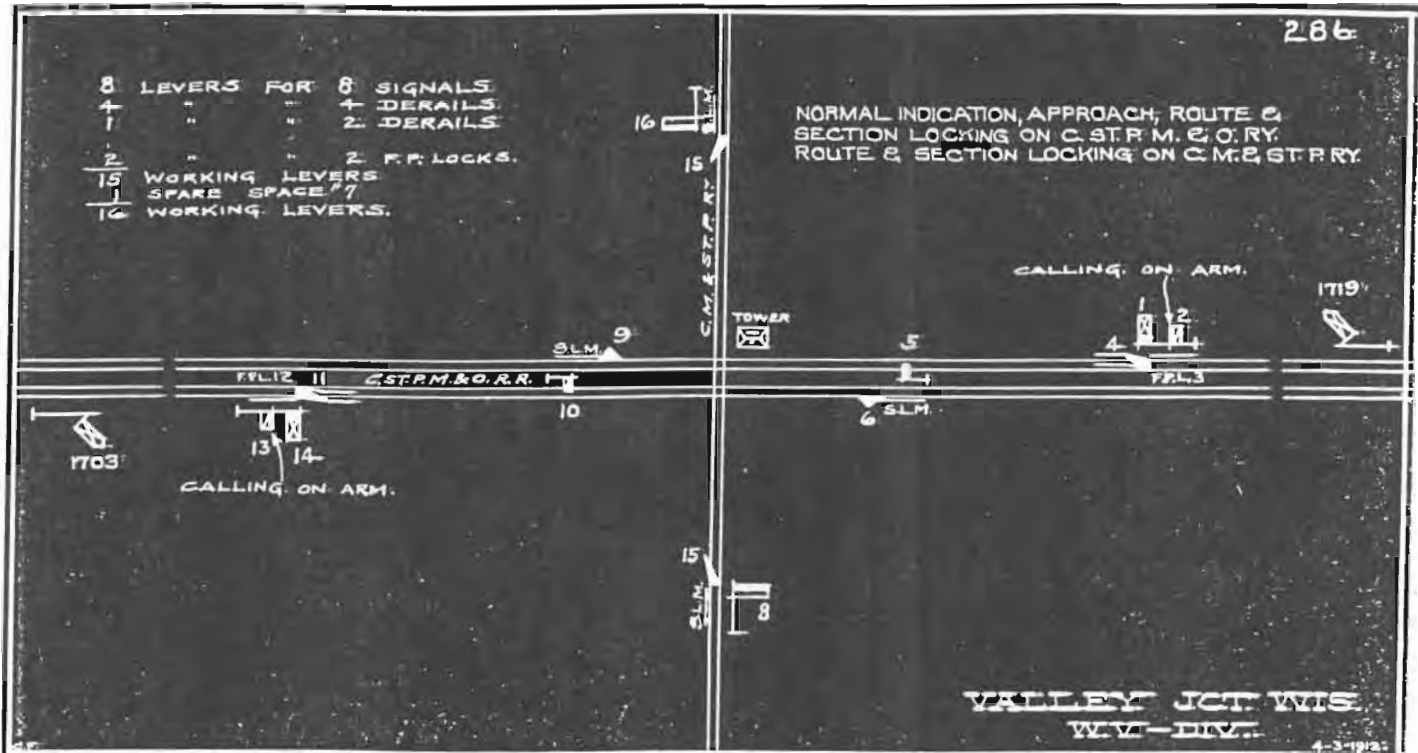 286
8 LEVERS FOR 8 SIGNALS
4 " " 4 DERAILS
1 " " 2 DERAILS
2 " " 2 F.P. LOCKS.
15 WORKING LEVERS
1 SPARE SPACE #7
16 WORKING LEVERS.
NORMAL INDICATION, APPROACH, ROUTE &
SECTION LOCKING ON C. ST. P. M. & O. RY.
ROUTE & SECTION LOCKING ON C. M. & ST. P. RY.
16
S.L.M.
15
C. M. & ST. P. RY
CALLING. ON ARM.
1719
1
2
TOWER
S.L.M.
9
5
4
F.P.L.12
11
C. ST. P. M. & O. R. R.
F.P.L.3
10
6
S.L.M.
1703
13
14
CALLING. ON ARM.
15
S.L.M.
8
VALLEY JCT. WIS.
W.V-DIV.
4-3-1912-